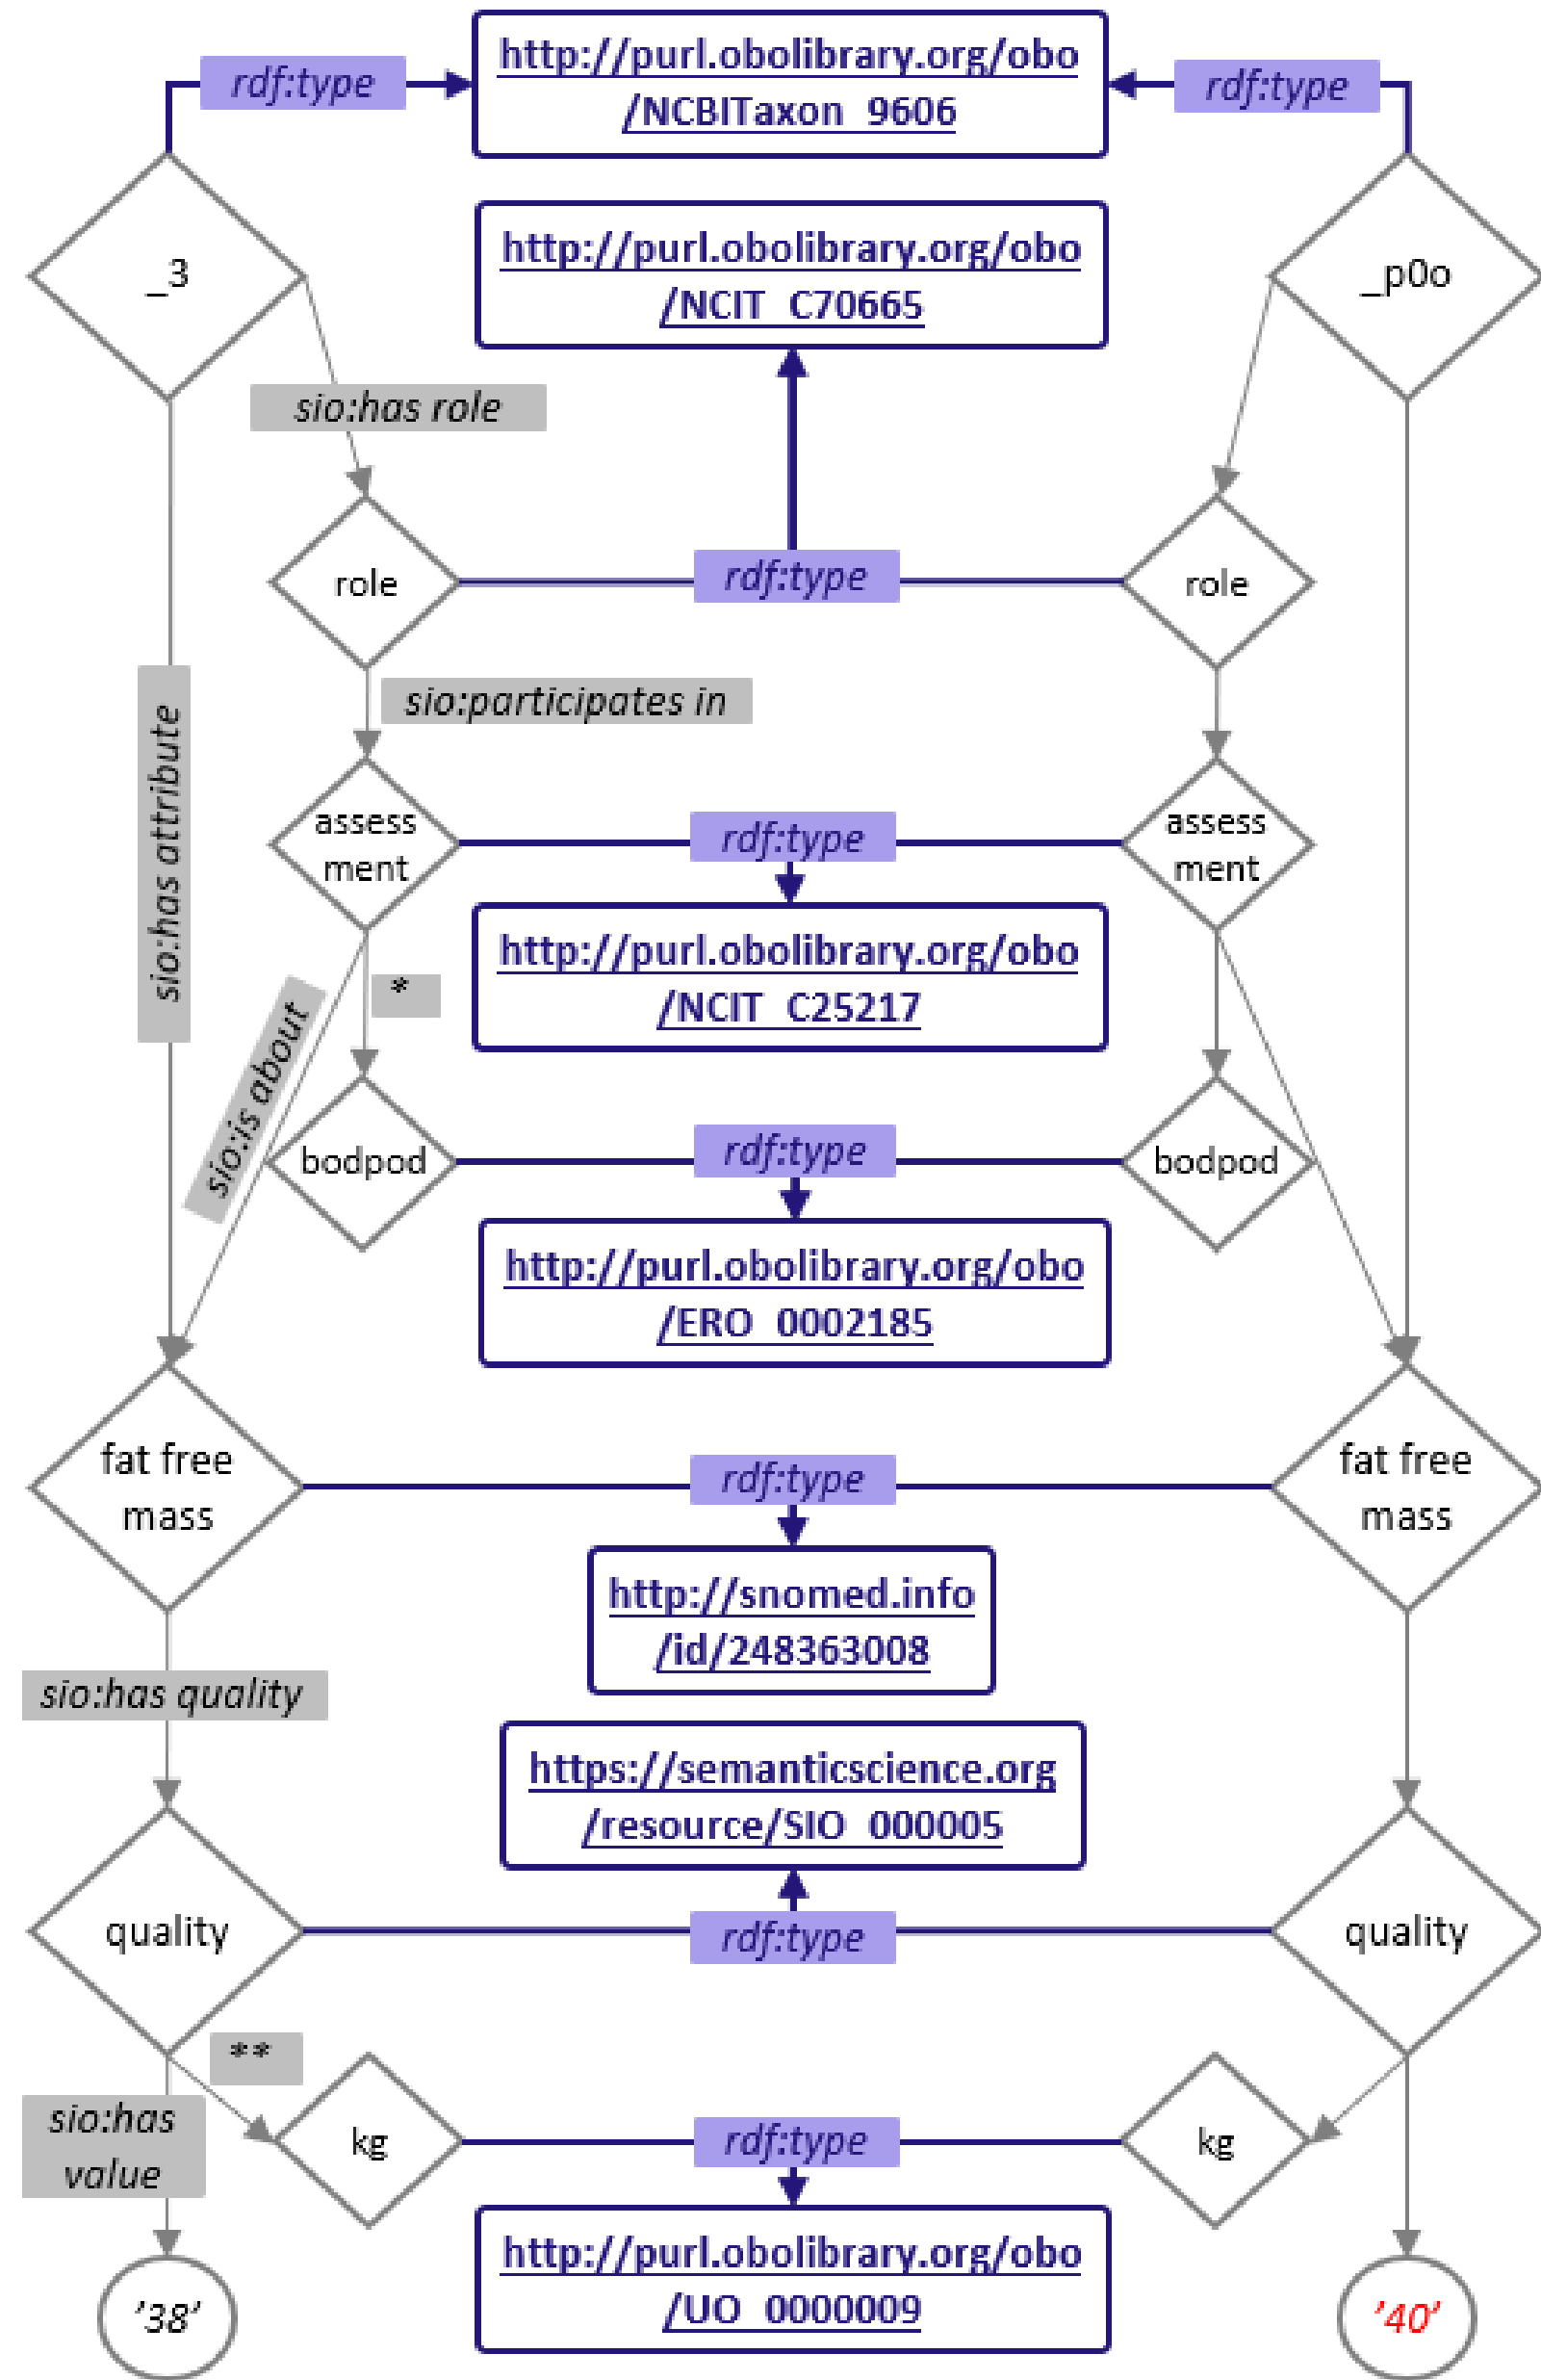 rdf:type
http://purl.obolibrary.org/obo
/NCBITaxon_9606
rdf:type
_3
http://purl.obolibrary.org/obo
/NCIT_C70665
_p0o
sio:has role
role
rdf:type
role
sio:participates in
sio:has attribute
assess
ment
rdf:type
assess
ment
http://purl.obolibrary.org/obo
/NCIT_C25217
*
sio:is about
bodpod
rdf:type
bodpod
http://purl.obolibrary.org/obo
/ERO_0002185
fat free
mass
rdf:type
fat free
mass
http://snomed.info
/id/248363008
sio:has quality
https://semanticscience.org
/resource/SIO_000005
quality
rdf:type
quality
**
sio:has
value
kg
rdf:type
kg
http://purl.obolibrary.org/obo
/UO_0000009
'38'
'40'